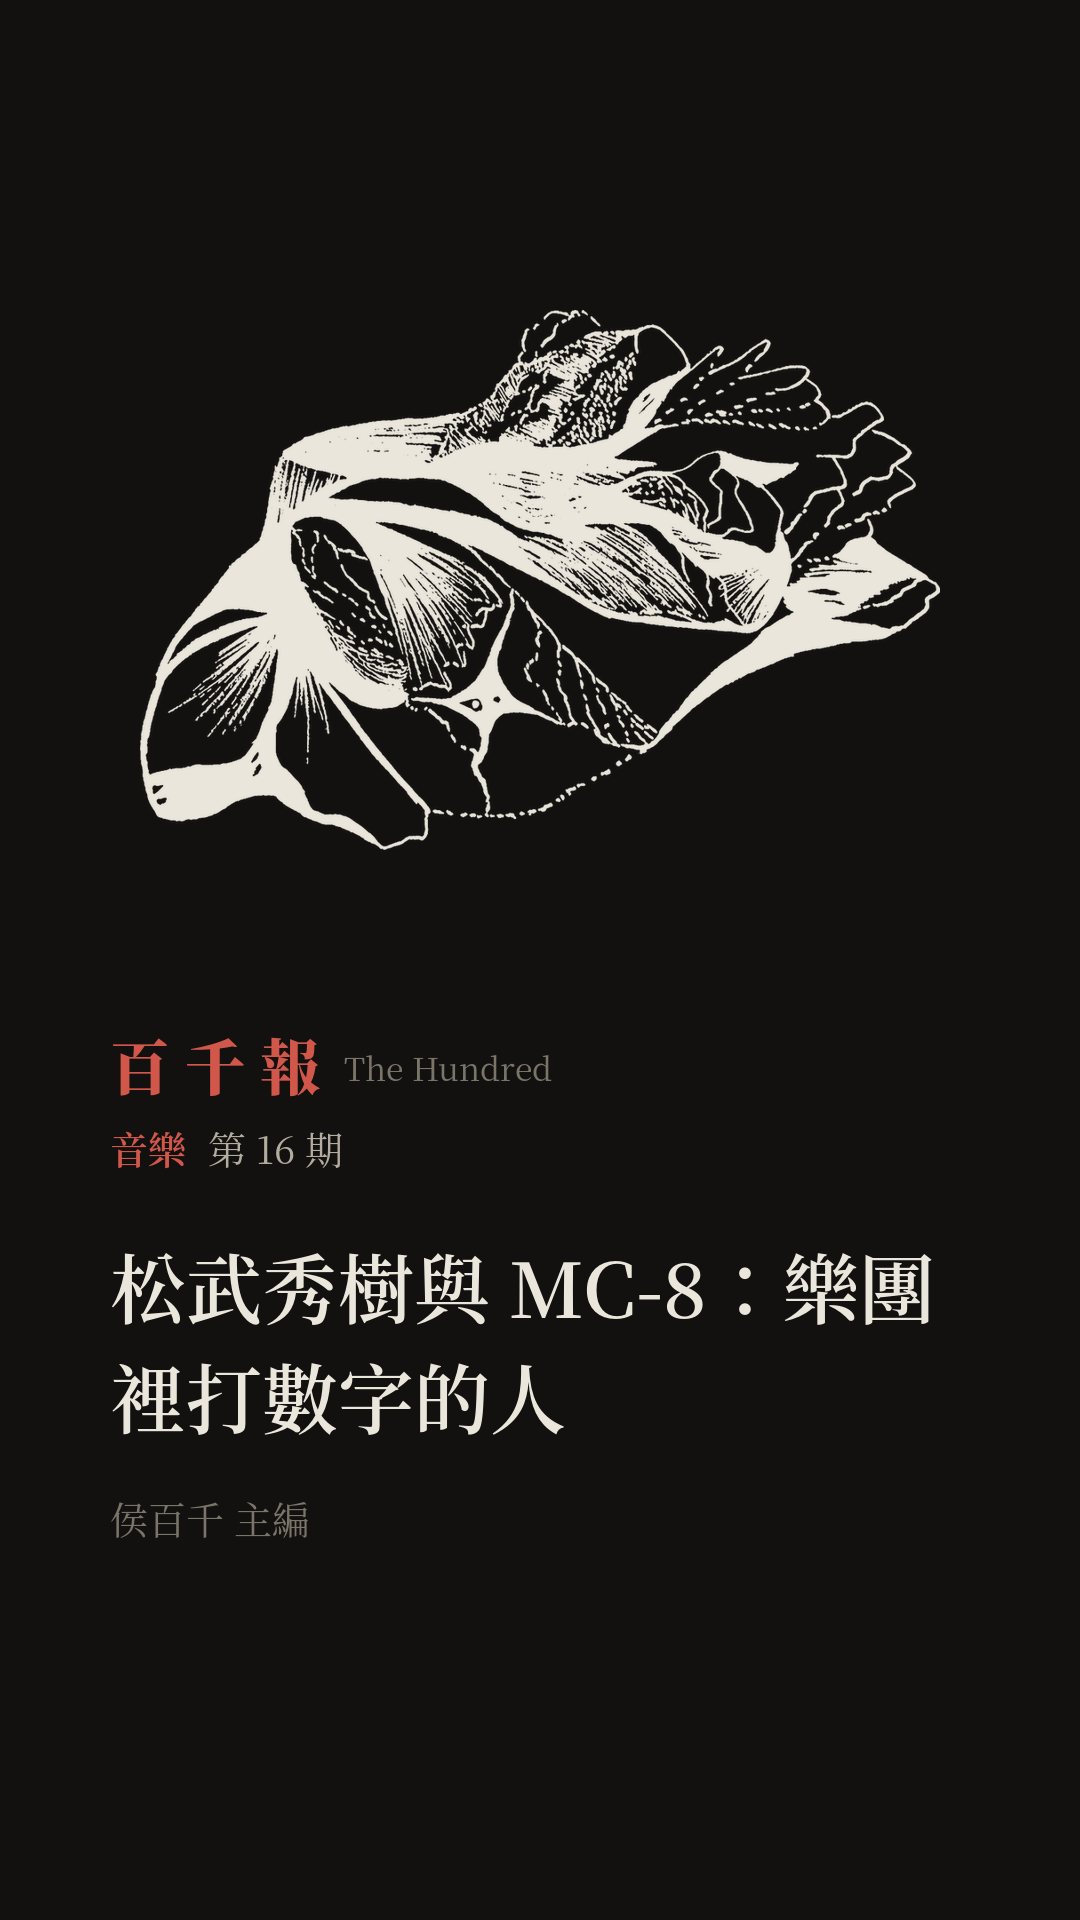 百千報 The Hundred
音樂 第 16 期
松武秀樹與 MC-8：樂團
裡打數字的人
侯百千 主編